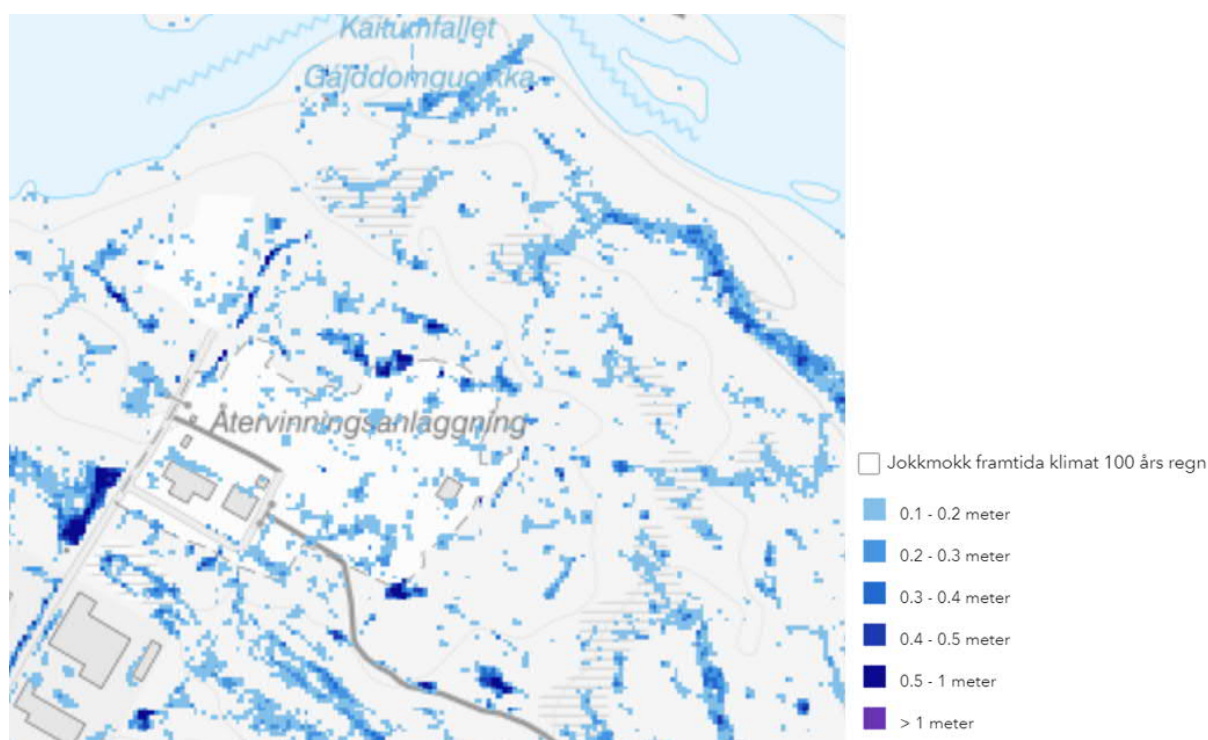 Kaitumfallet
Gájddomguojkka
Återvinningsanläggning
Jokkmokk framtida klimat 100 års regn
0.1 - 0.2 meter
0.2 - 0.3 meter
0.3 - 0.4 meter
0.4 - 0.5 meter
0.5 - 1 meter
> 1 meter